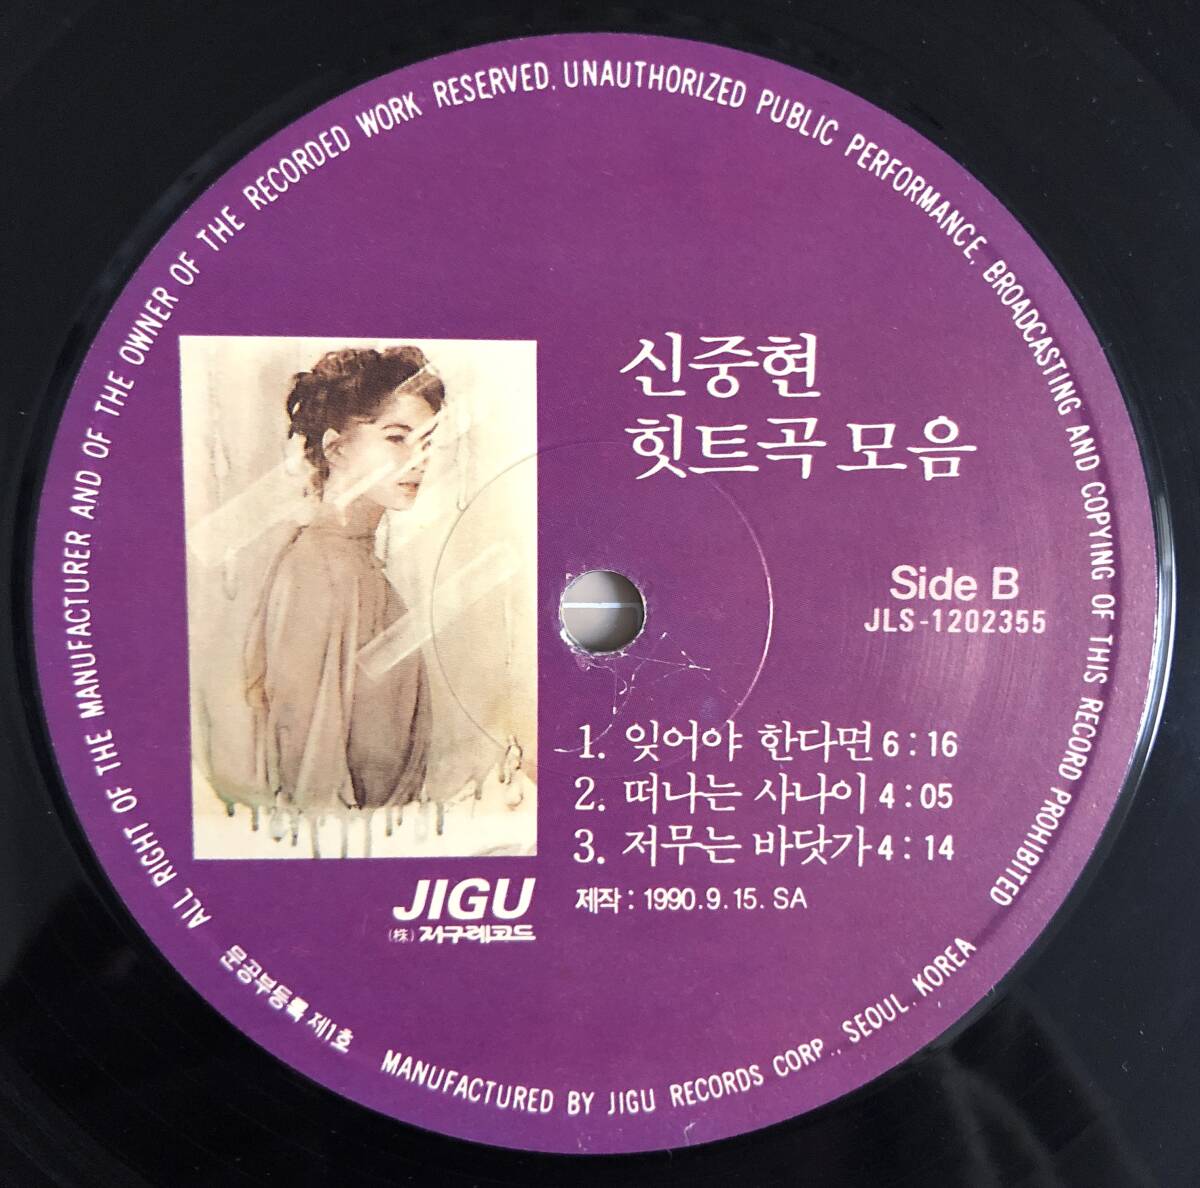 ALL RIGHT OF THE MANUFACTURER AND OF THE OWNER OF THE RECORDED WORK RESERVED. UNAUTHORIZED PUBLIC PERFORMANCE, BROADCASTING AND COPYING OF THIS RECORD PROHIBITED
신중현
힛트곡 모음
Side B
JLS-1202355
1. 잊어야 한다면 6:16
2. 떠나는 사나이 4:05
3. 저무는 바닷가 4:14
제작: 1990.9.15. SA
JIGU
(株) 지구레코드
문공부등록 제1호
MANUFACTURED BY JIGU RECORDS CORP., SEOUL, KOREA